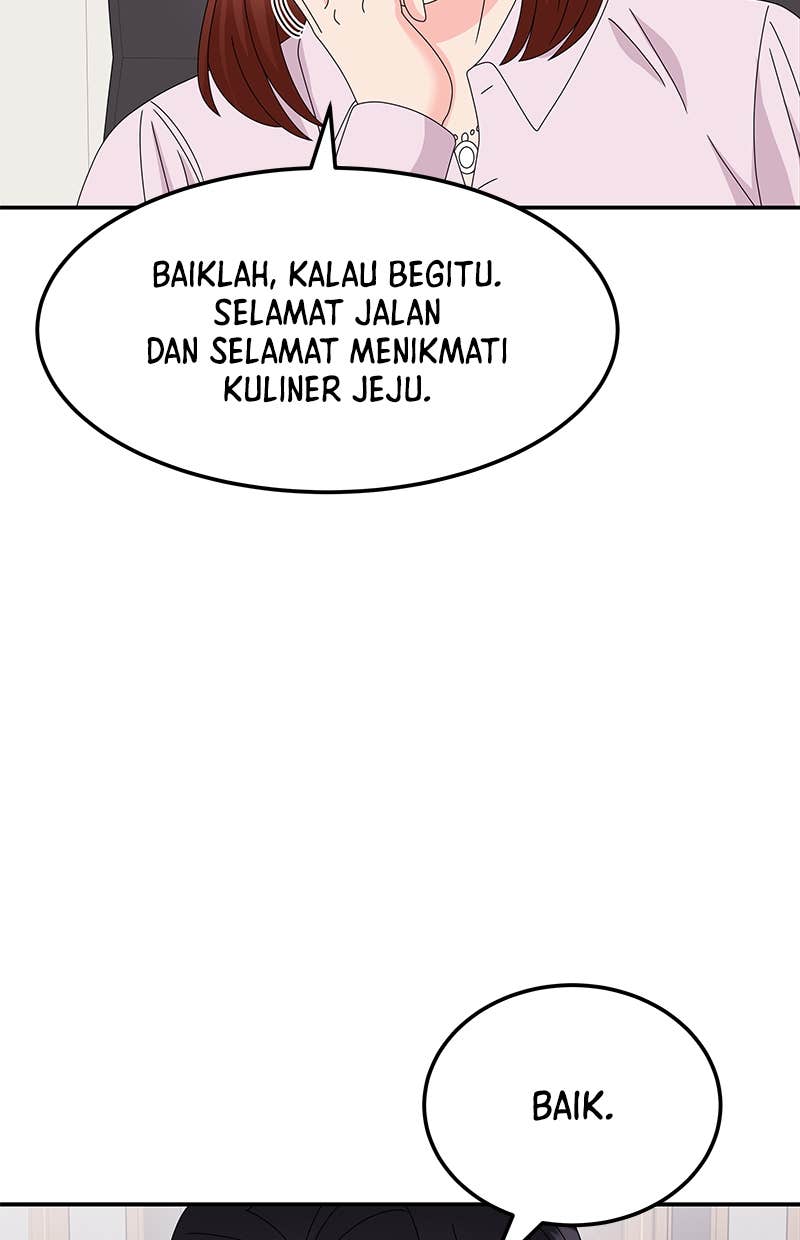 BAIKLAH, KALAU BEGITU.
SELAMAT JALAN
DAN SELAMAT MENIKMATI
KULINER JEJU.
BAIK.